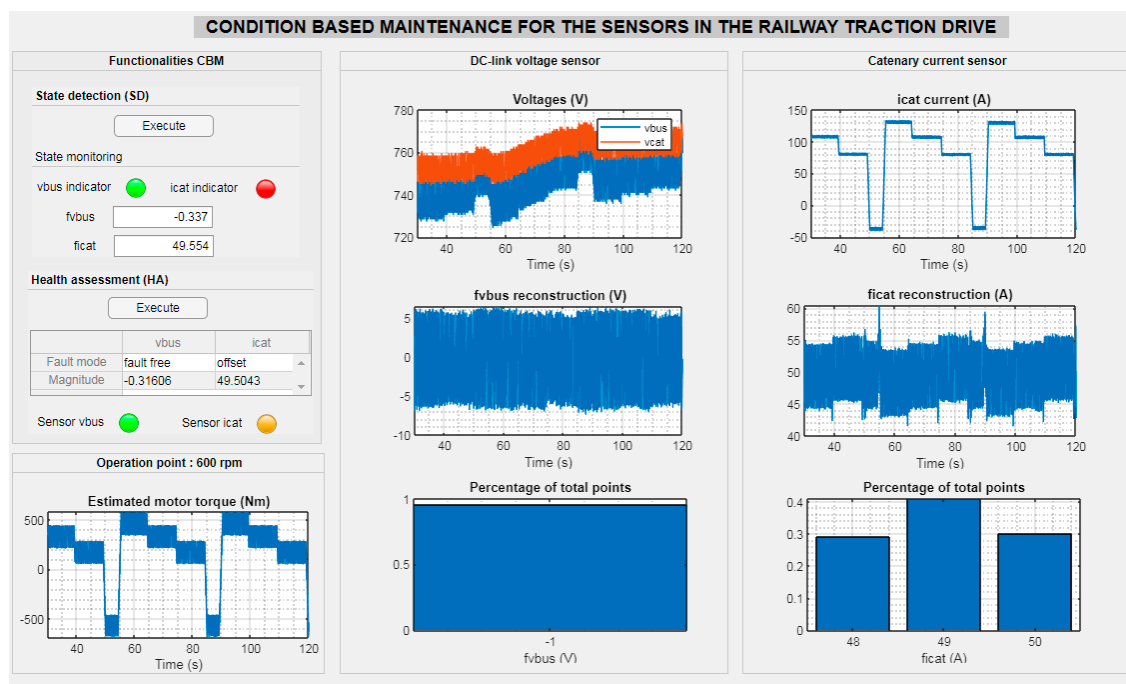 CONDITION BASED MAINTENANCE FOR THE SENSORS IN THE RAILWAY TRACTION DRIVE
Functionalities CBM
State detection (SD)
Execute
State monitoring
vbus indicator icat indicator
fvbus -0.337
ficat 49.554
Health assessment (HA)
Execute
vbus icat
Fault mode fault free offset
Magnitude -0.31606 49.5043
Sensor vbus Sensor icat
Operation point : 600 rpm
Estimated motor torque (Nm)
500
0
-500
40 60 80 100 120
Time (s)
DC-link voltage sensor
Voltages (V)
780
760
740
720
vbus
vcat
40 60 80 100 120
Time (s)
fvbus reconstruction (V)
5
0
-5
-10
40 60 80 100 120
Time (s)
Percentage of total points
1
0.5
0
-1
fvbus (V)
Catenary current sensor
icat current (A)
150
100
50
0
-50
40 60 80 100 120
Time (s)
ficat reconstruction (A)
60
55
50
45
40
40 60 80 100 120
Time (s)
Percentage of total points
0.4
0.3
0.2
0.1
0
48 49 50
ficat (A)